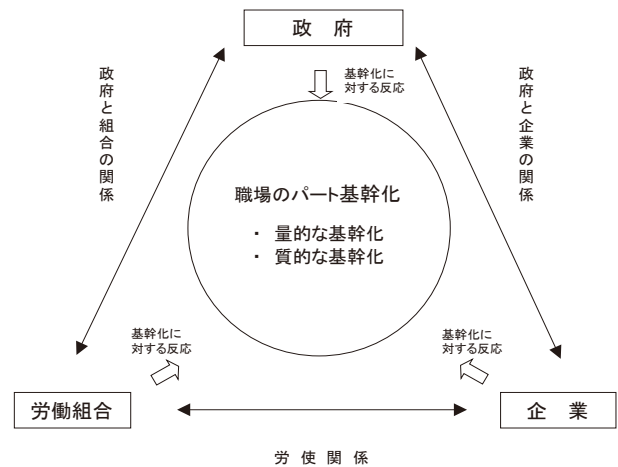 政　府
基幹化に
対する反応
政府と組合の関係
政府と企業の関係
職場のパート基幹化
・ 量的な基幹化
・ 質的な基幹化
基幹化に
対する反応
基幹化に
対する反応
労働組合
企　業
労 使 関 係